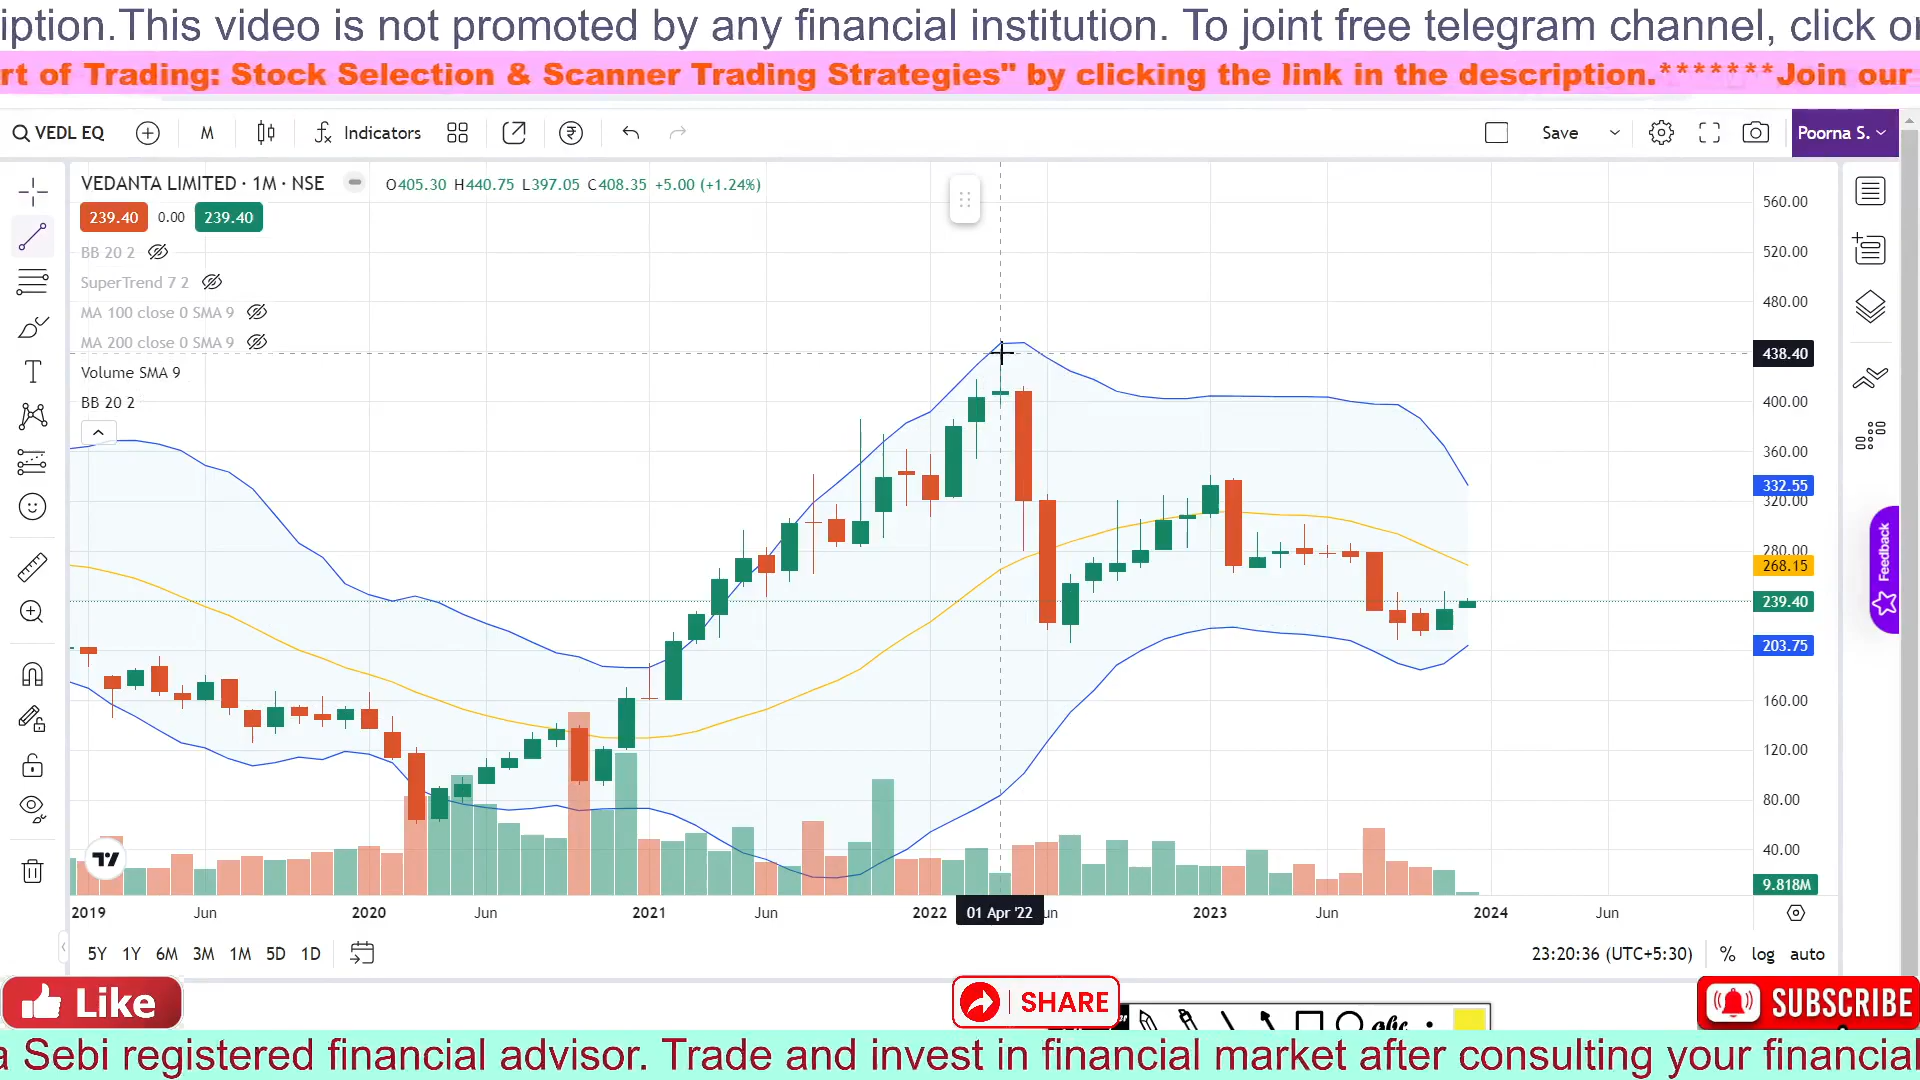 iption.This video is not promoted by any financial institution. To joint free telegram channel, click or
rt of Trading: Stock Selection & Scanner Trading Strategies" by clicking the link in the description.*******Join our
VEDL EQ M Indicators Save Poorna S.
VEDANTA LIMITED · 1M · NSE O405.30 H440.75 L397.05 C408.35 +5.00 (+1.24%)
239.40 0.00 239.40
BB 20 2
SuperTrend 7 2
MA 100 close 0 SMA 9
MA 200 close 0 SMA 9
Volume SMA 9
BB 20 2
560.00
520.00
480.00
438.40
400.00
360.00
332.55
320.00
280.00
268.15
239.40
203.75
160.00
120.00
80.00
40.00
9.818M
Feedback
2019 Jun 2020 Jun 2021 Jun 2022 01 Apr '22 un 2023 Jun 2024 Jun
5Y 1Y 6M 3M 1M 5D 1D 23:20:36 (UTC+5:30) % log auto
Like SHARE abc SUBSCRIBE
a Sebi registered financial advisor. Trade and invest in financial market after consulting your financial